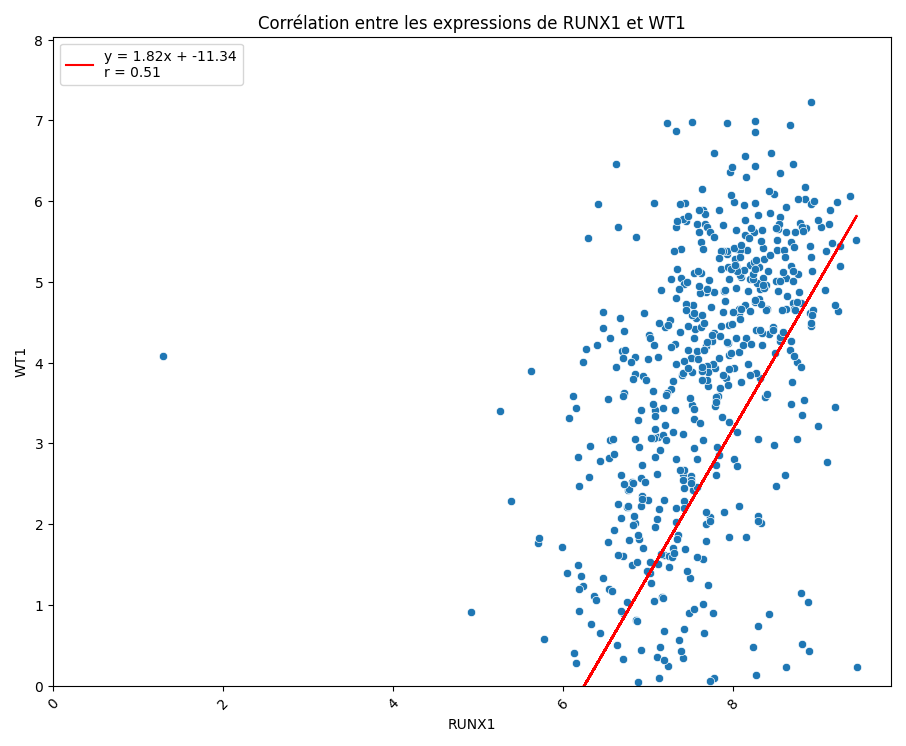 Corrélation entre les expressions de RUNX1 et WT1
y = 1.82x + -11.34
r = 0.51
8
7
6
5
4
3
2
1
0
WT1
0 2 4 6 8
RUNX1